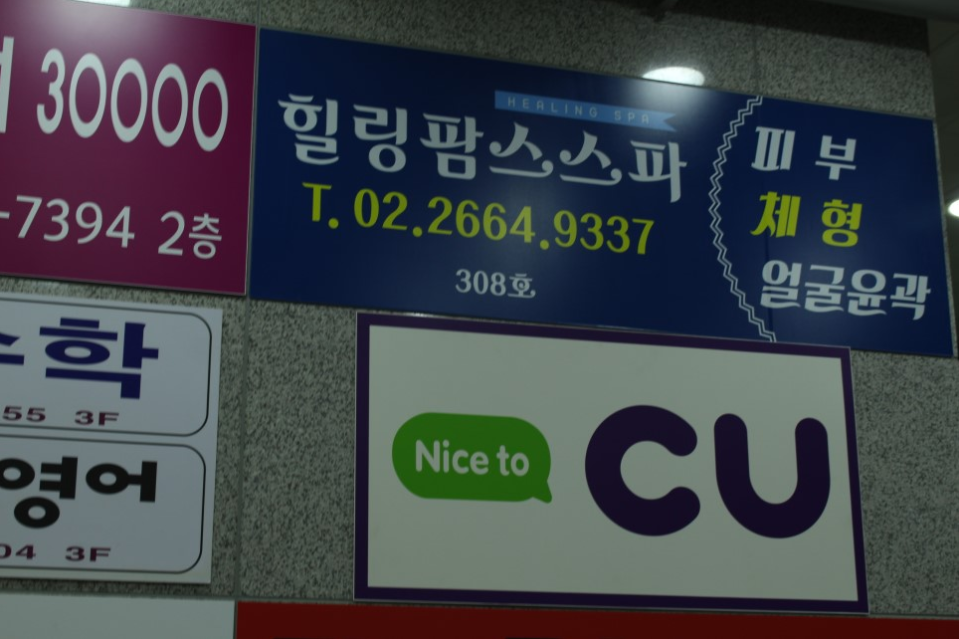 30000
-7394 2층
HEALING SPA
힐링팜스스파
T. 02.2664.9337
308호
피부
체형
얼굴윤곽
수학
55 3F
영어
04 3F
Nice to
CU